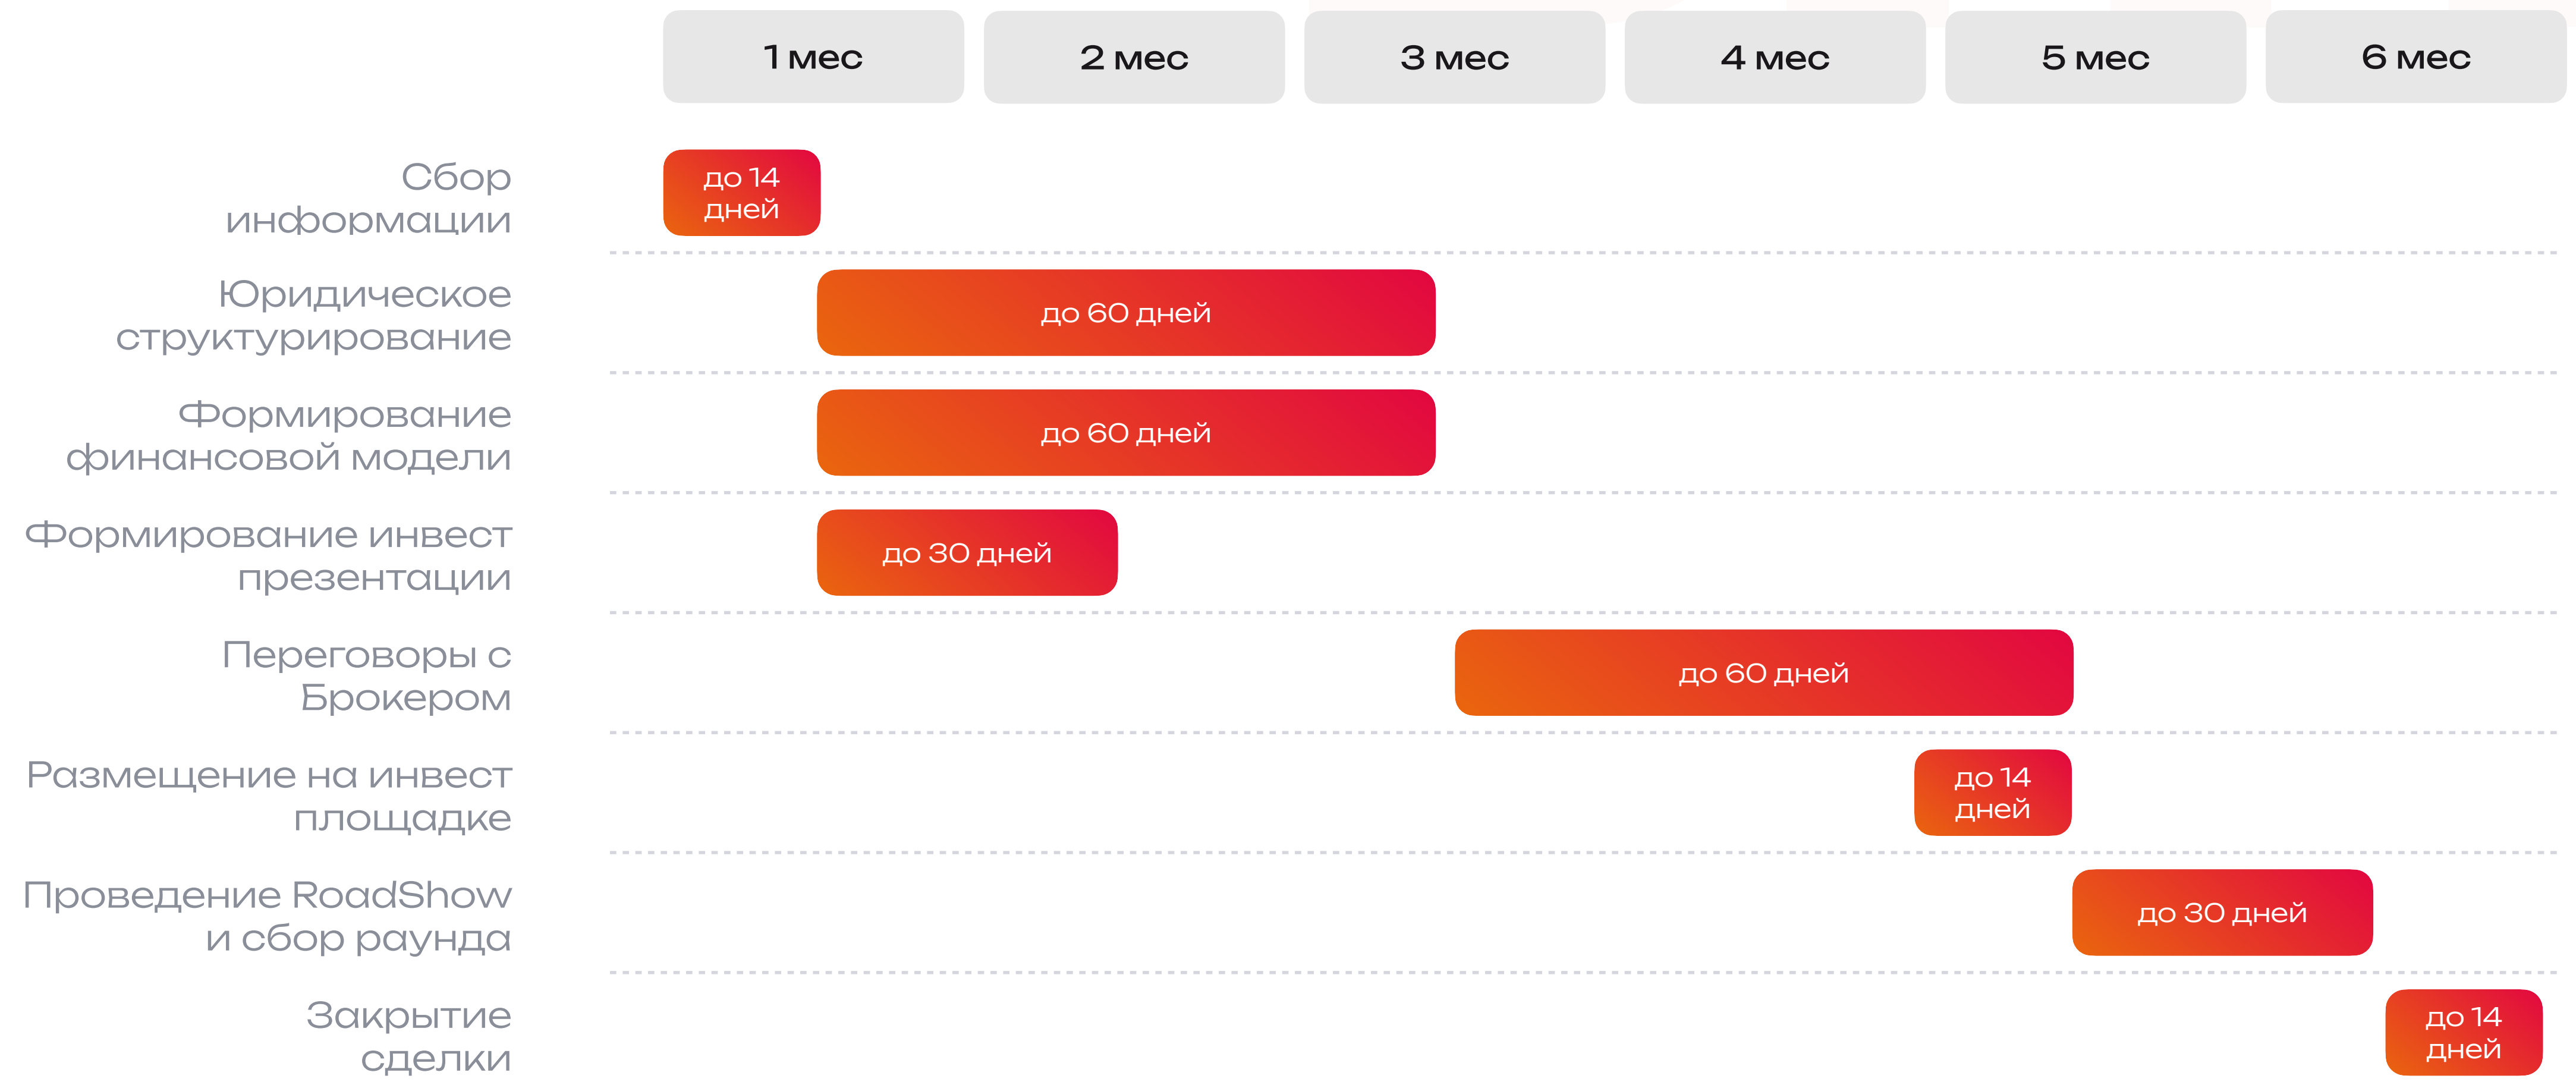 1 мес
2 мес
3 мес
4 мес
5 мес
6 мес
Сбор
информации
до 14
дней
Юридическое
структурирование
до 60 дней
Формирование
финансовой модели
до 60 дней
Формирование инвест
презентации
до 30 дней
Переговоры с
Брокером
до 60 дней
Размещение на инвест
площадке
до 14
дней
Проведение RoadShow
и сбор раунда
до 30 дней
Закрытие
сделки
до 14
дней